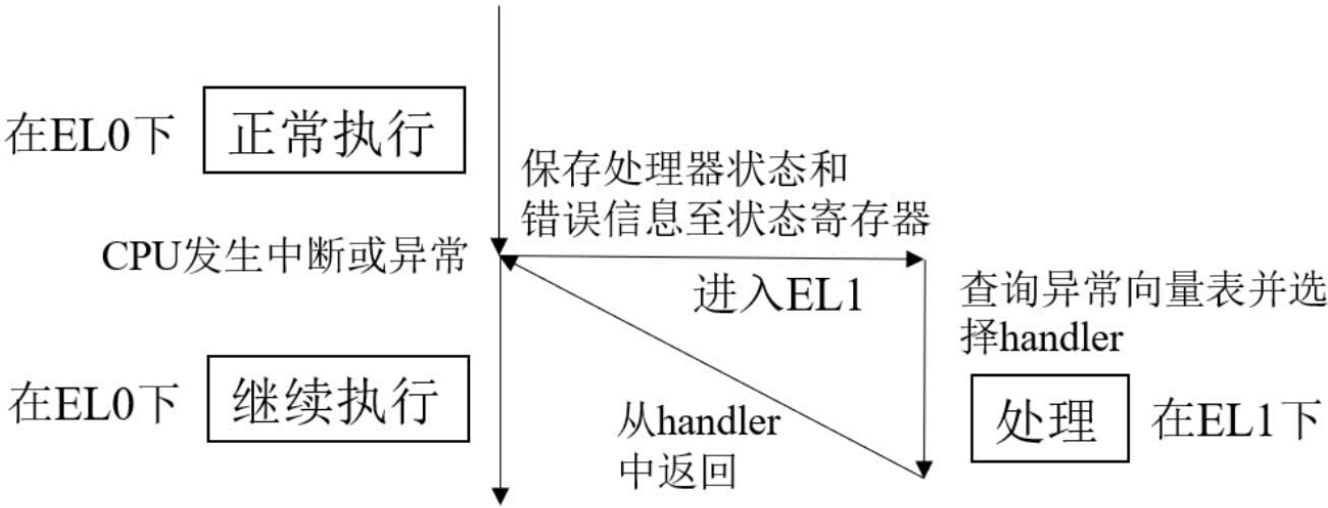 在EL0下
正常执行
保存处理器状态和
错误信息至状态寄存器
CPU发生中断或异常
进入EL1
查询异常向量表并选
择handler
在EL0下
继续执行
从handler
中返回
处理
在EL1下